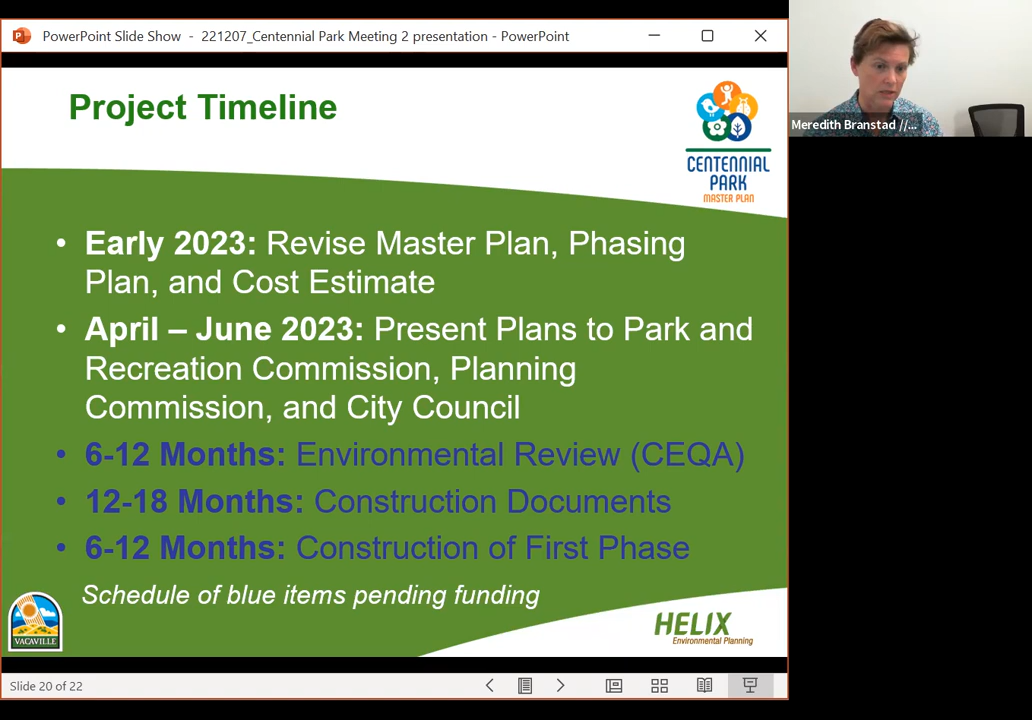 PowerPoint Slide Show - 221207_Centennial Park Meeting 2 presentation - PowerPoint
Meredith Branstad //...
Project Timeline
CENTENNIAL
PARK
MASTER PLAN
• Early 2023: Revise Master Plan, Phasing
Plan, and Cost Estimate
• April – June 2023: Present Plans to Park and
Recreation Commission, Planning
Commission, and City Council
• 6-12 Months: Environmental Review (CEQA)
• 12-18 Months: Construction Documents
• 6-12 Months: Construction of First Phase
Schedule of blue items pending funding
VACAVILLE
HELIX
Environmental Planning
Slide 20 of 22